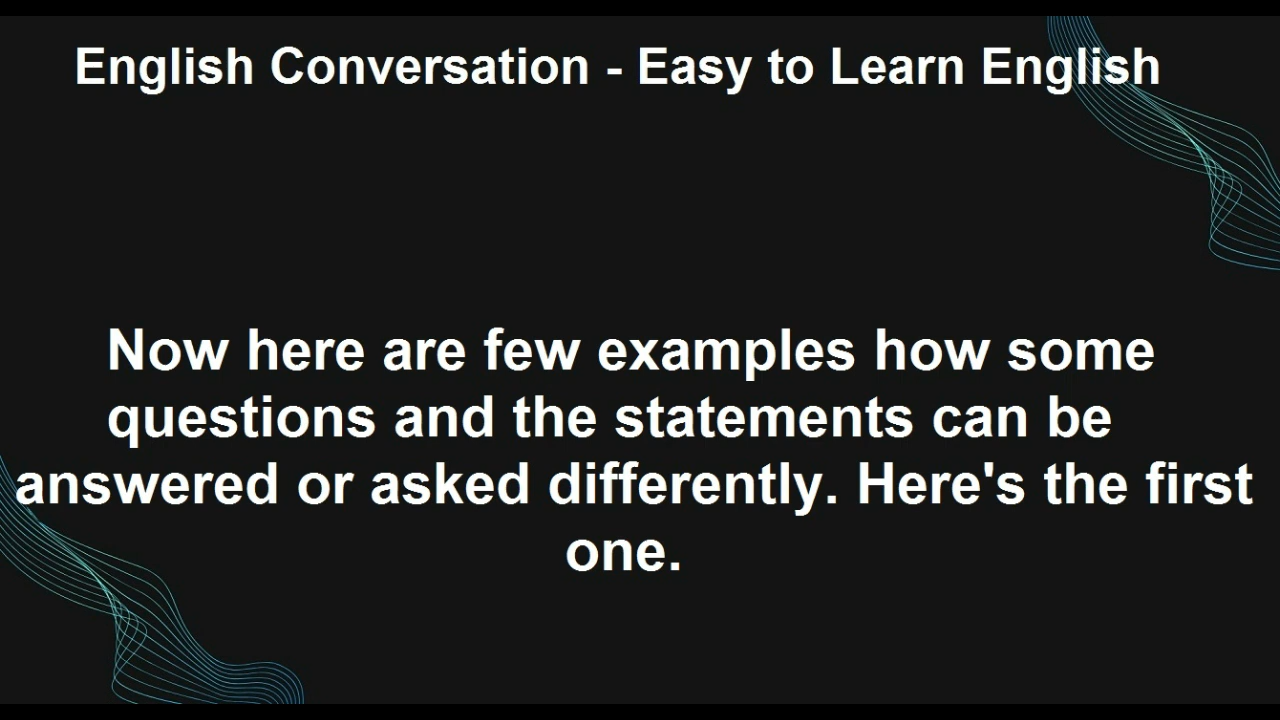 English Conversation - Easy to Learn English
Now here are few examples how some
questions and the statements can be
answered or asked differently. Here's the first
one.